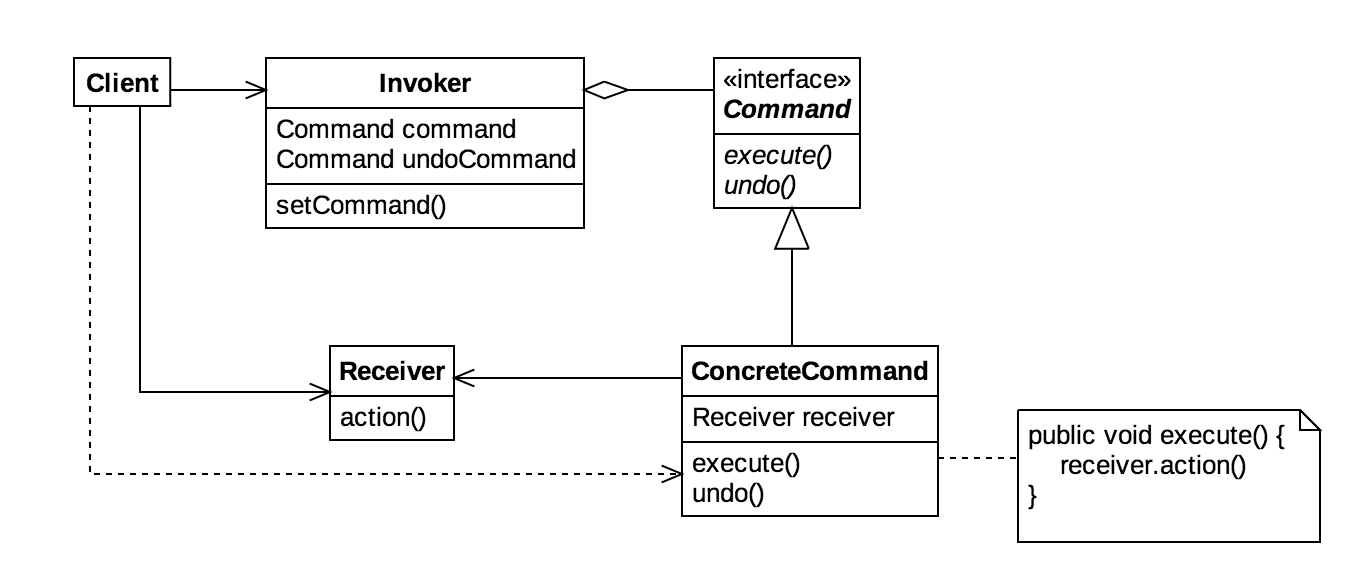 Client
Invoker
Command command
Command undoCommand
setCommand()
«interface»
Command
execute()
undo()
Receiver
action()
ConcreteCommand
Receiver receiver
execute()
undo()
public void execute() {
receiver.action()
}